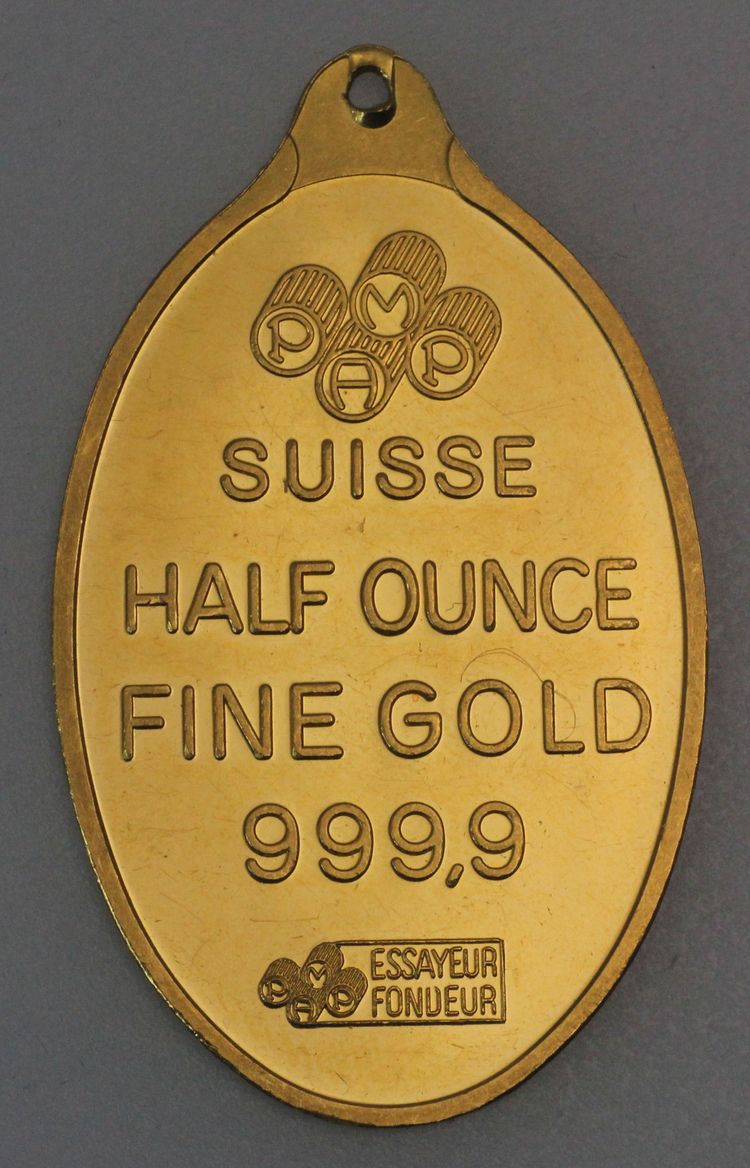 PAMP
SUISSE
HALF OUNCE
FINE GOLD
999,9
PAMP ESSAYEUR
FONDEUR